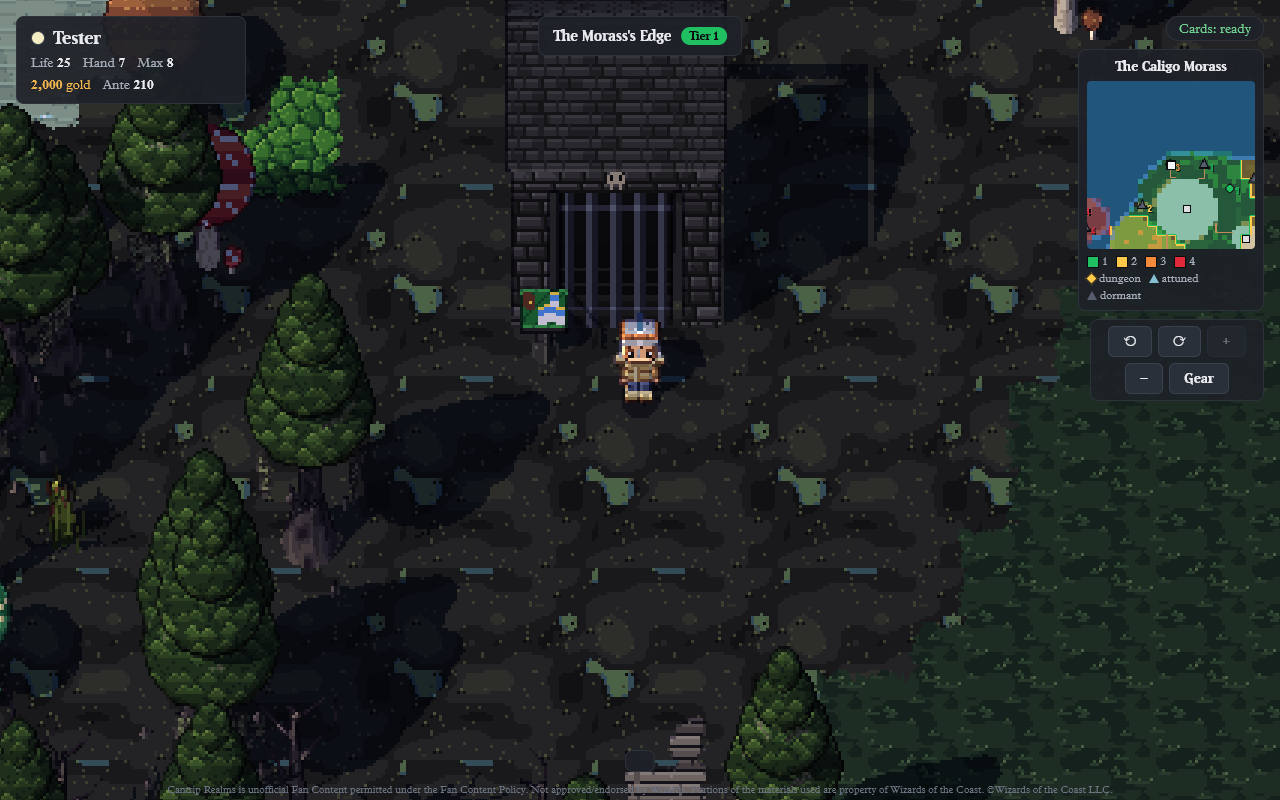 Tester
Life 25 Hand 7 Max 8
2,000 gold Ante 210
The Morass's Edge Tier 1
Cards: ready
The Caligo Morass
1 2 3 4
dungeon attuned
dormant
+
−
Gear
Cantrip Realms is unofficial Fan Content permitted under the Fan Content Policy. Not approved/endorsed portions of the materials used are property of Wizards of the Coast. ©Wizards of the Coast LLC.